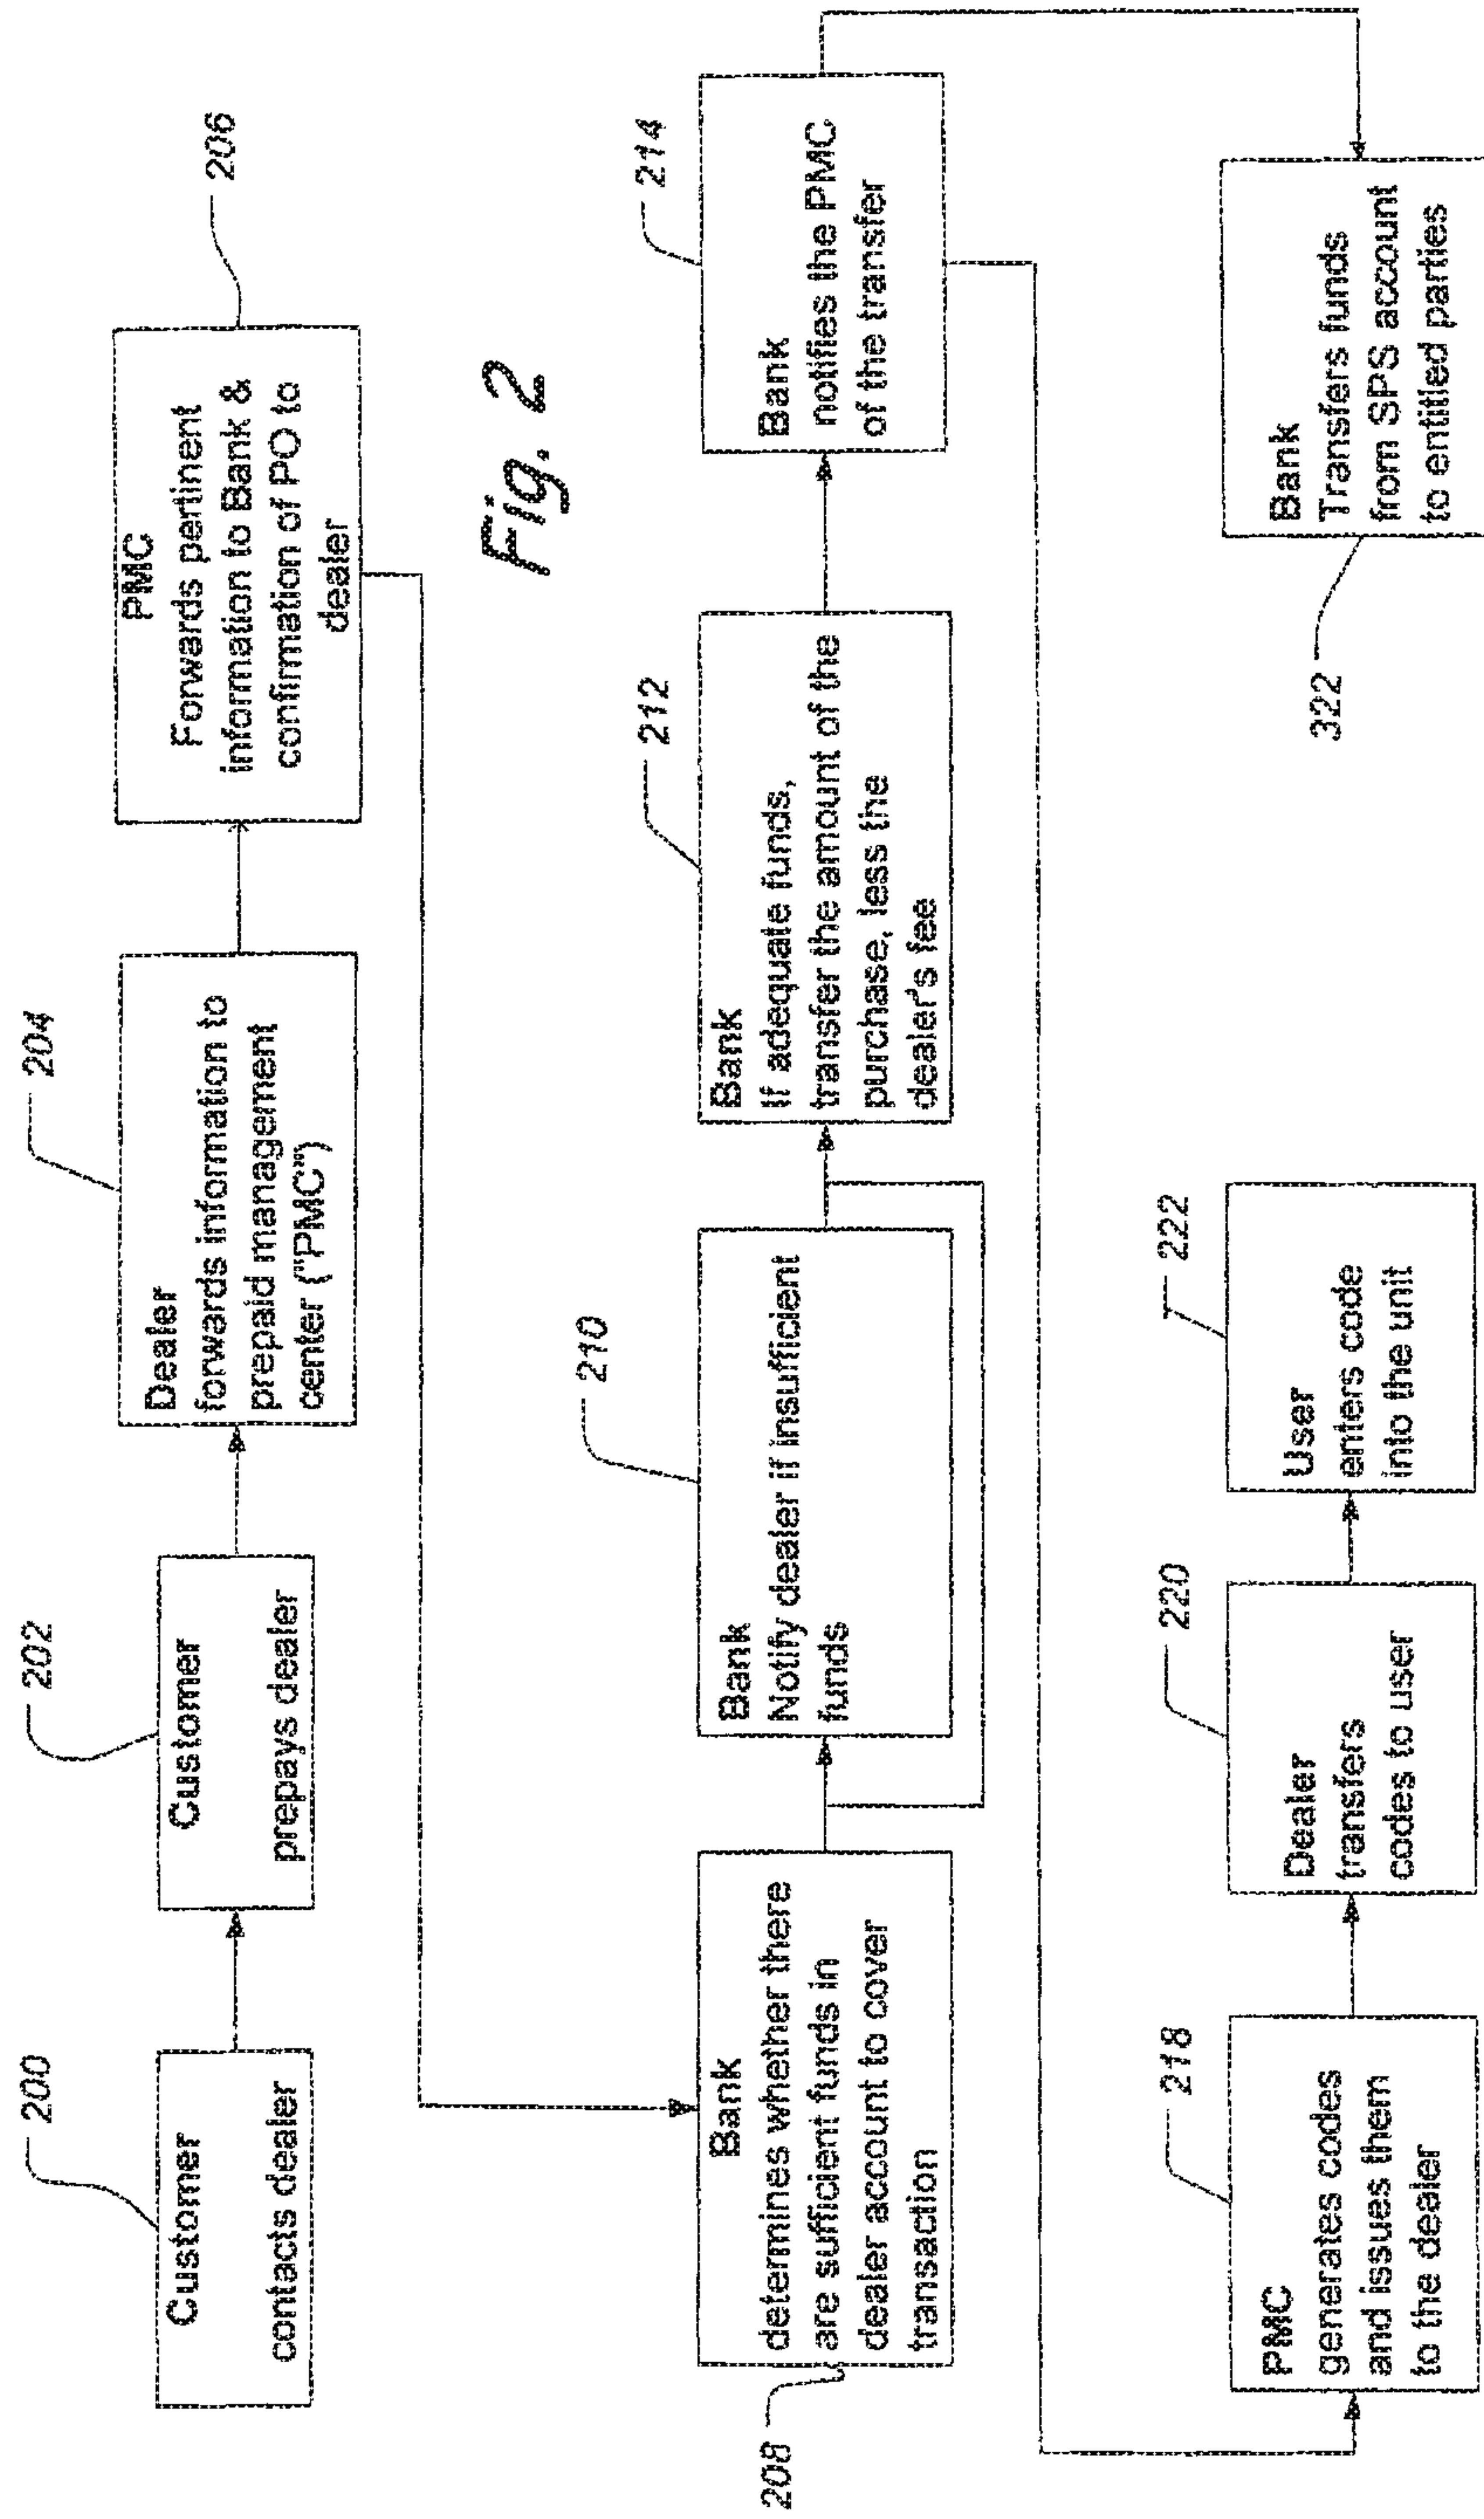 200
Customer
contacts dealer
202
Customer
prepays dealer
204
Dealer
forwards information to
prepaid management
center ("PMC")
206
PMC
Forwards pertinent
information to Bank &
confirmation of PO to
dealer
Fig. 2
208
Bank
determines whether there
are sufficient funds in
dealer account to cover
transaction
210
Bank
Notify dealer if insufficient
funds
212
Bank
If adequate funds,
transfer the amount of the
purchase, less the
dealer's fee
214
Bank
notifies the PMC
of the transfer
218
PMC
generates codes
and issues them
to the dealer
220
Dealer
transfers
codes to user
222
User
enters code
into the unit
322
Bank
Transfers funds
from SPS account
to entitled parties